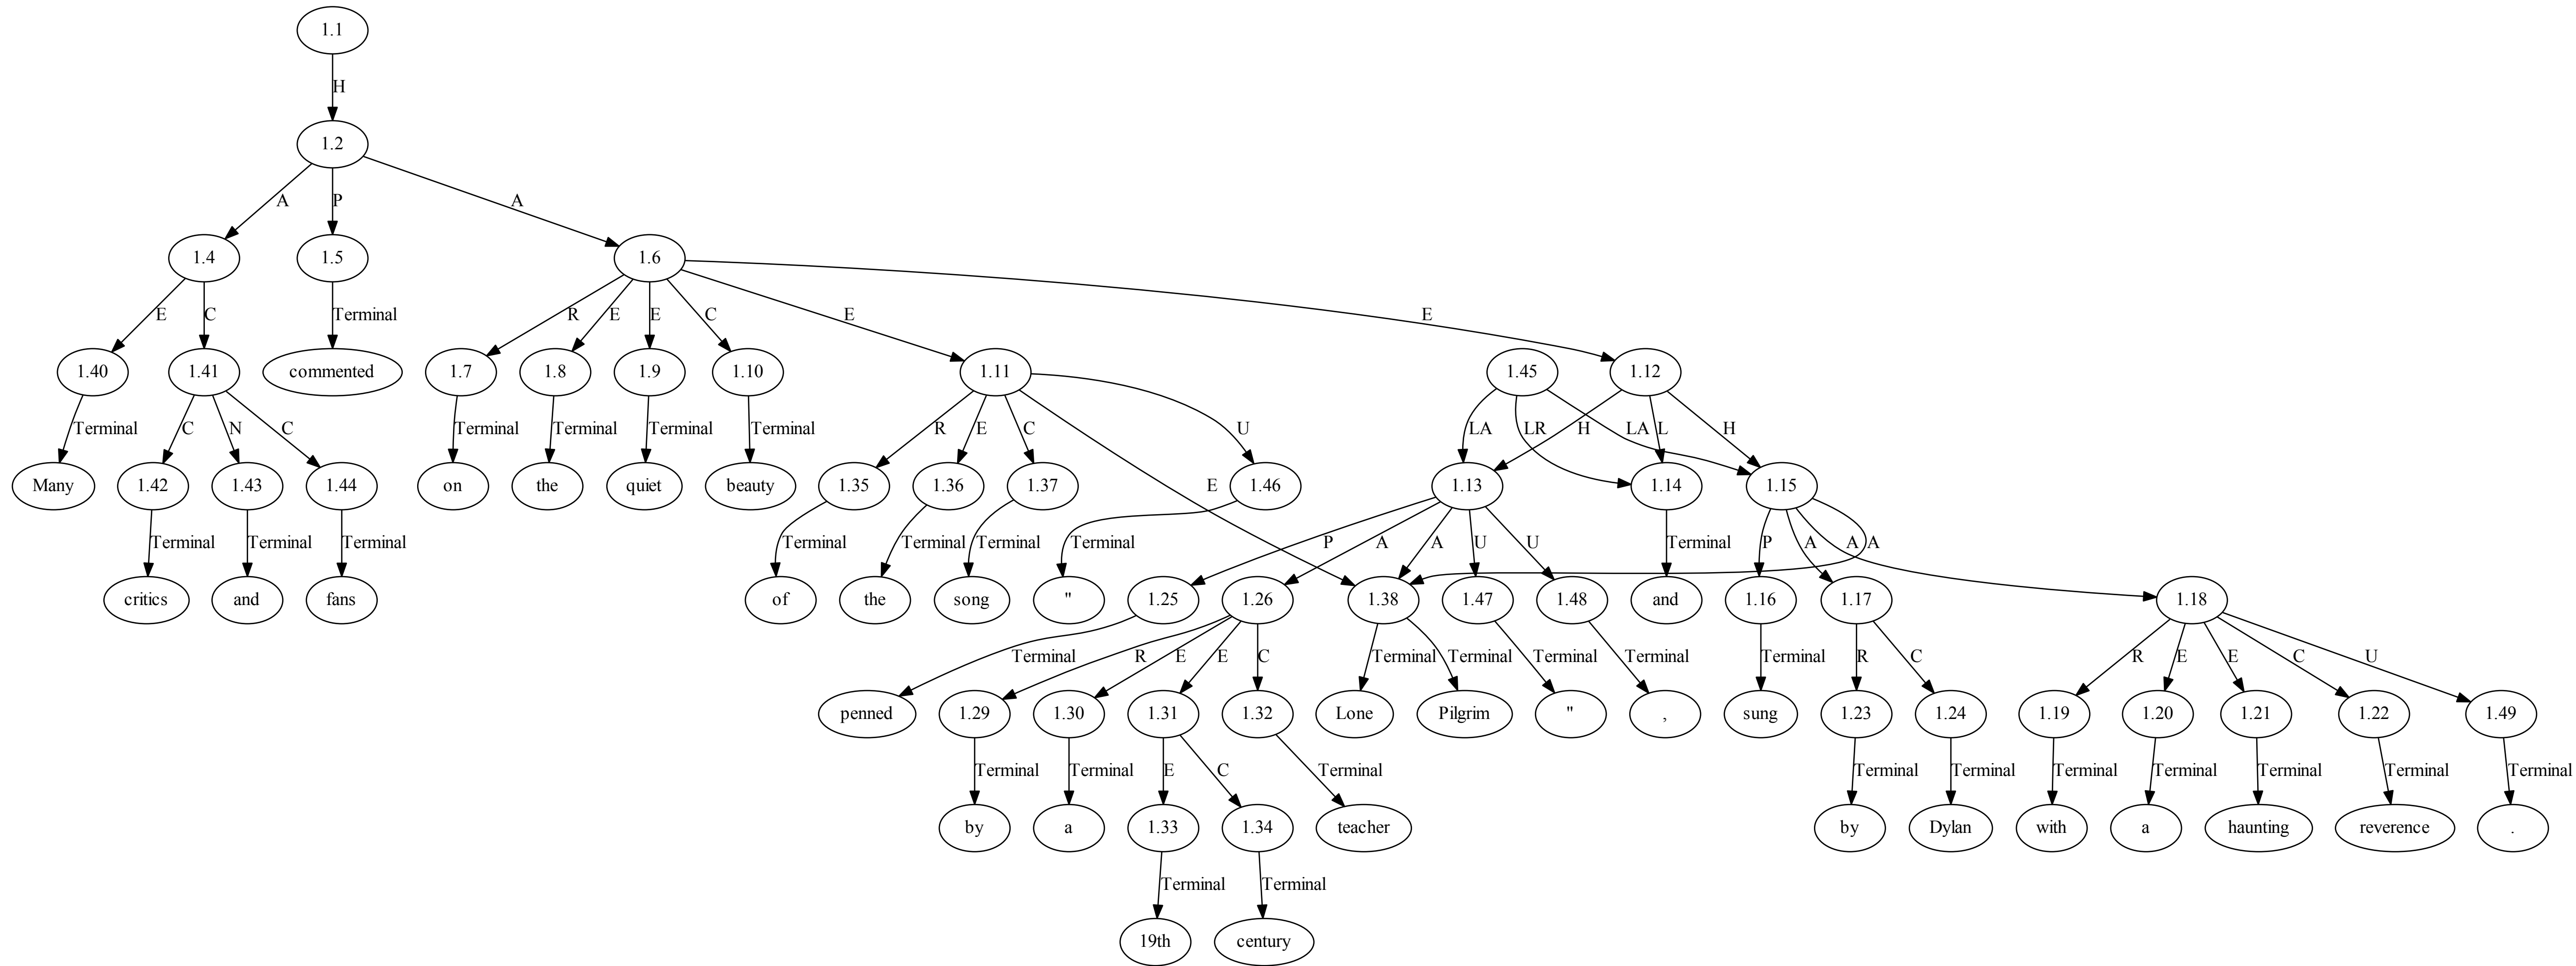 1.1
H
1.2
A P A
1.4 1.5 1.6
E C Terminal R E E C E E
1.40 1.41 commented 1.7 1.8 1.9 1.10 1.11 1.45 1.12
Terminal C N C Terminal Terminal Terminal Terminal R E C U LA LR H LA L H
Many 1.42 1.43 1.44 on the quiet beauty 1.35 1.36 1.37 E 1.46 1.13 1.14 1.15
Terminal Terminal Terminal Terminal Terminal Terminal Terminal P A A U U Terminal P A A A
critics and fans of the song " 1.25 1.26 1.38 1.47 1.48 and 1.16 1.17 1.18
Terminal R E E C Terminal Terminal Terminal Terminal Terminal R C R E E C U
penned 1.29 1.30 1.31 1.32 Lone Pilgrim " , sung 1.23 1.24 1.19 1.20 1.21 1.22 1.49
Terminal Terminal E C Terminal Terminal Terminal Terminal Terminal Terminal Terminal Terminal
by a 1.33 1.34 teacher by Dylan with a haunting reverence .
Terminal Terminal
19th century